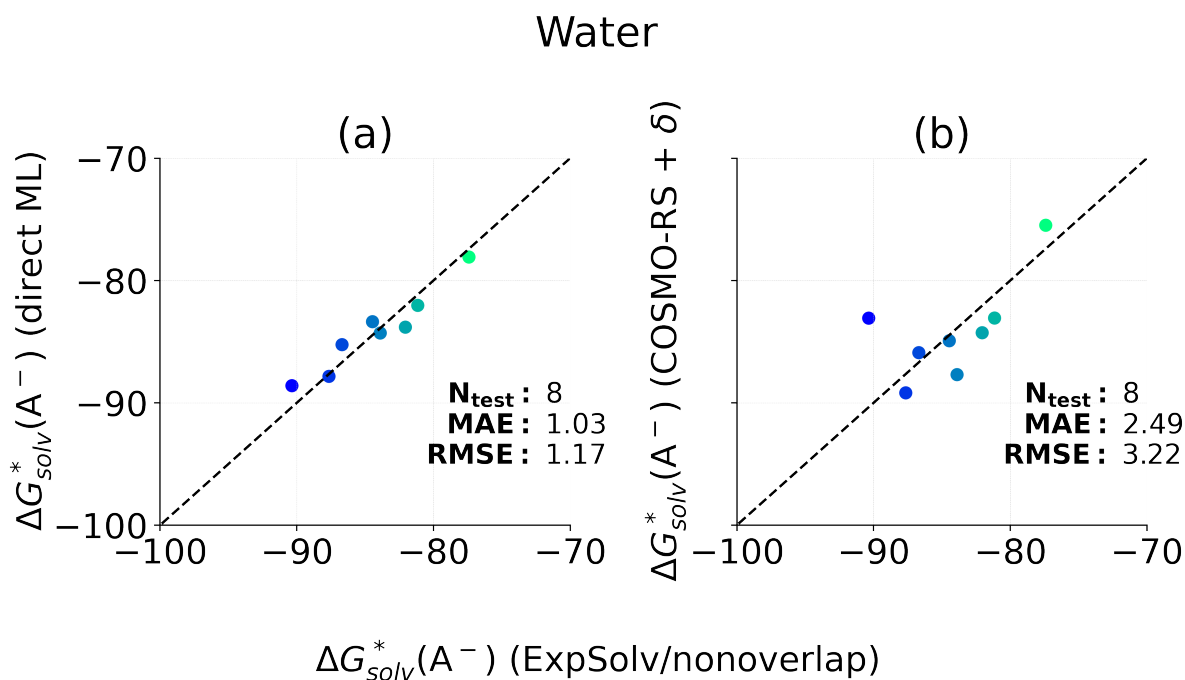 Water
(a)
ΔG*solv(A−) (direct ML)
−70
−80
−90
−100
−100 −90 −80 −70
Ntest: 8
MAE: 1.03
RMSE: 1.17
(b)
ΔG*solv(A−) (COSMO-RS + δ)
−100 −90 −80 −70
Ntest: 8
MAE: 2.49
RMSE: 3.22
ΔG*solv(A−) (ExpSolv/nonoverlap)